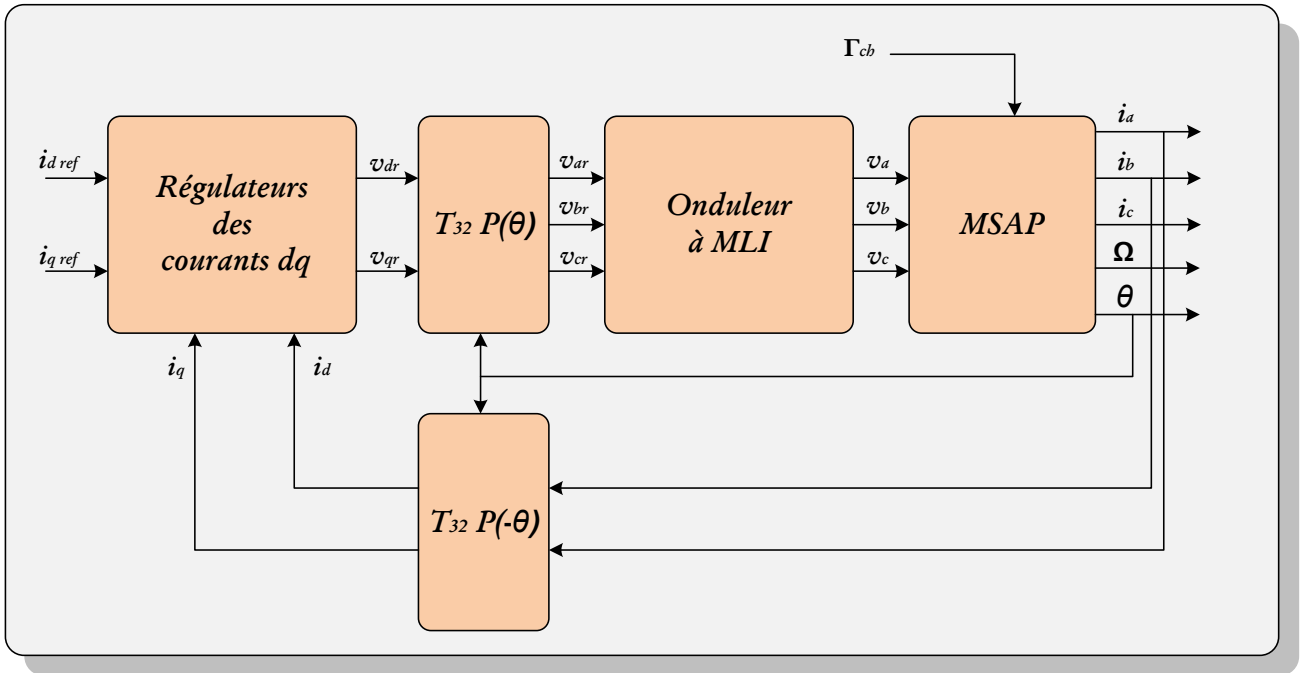 Γch
id ref
iq ref
Régulateurs
des
courants dq
vdr
vqr
T32 P(θ)
var
vbr
vcr
Onduleur
à MLI
va
vb
vc
MSAP
ia
ib
ic
Ω
θ
iq
id
T32 P(-θ)